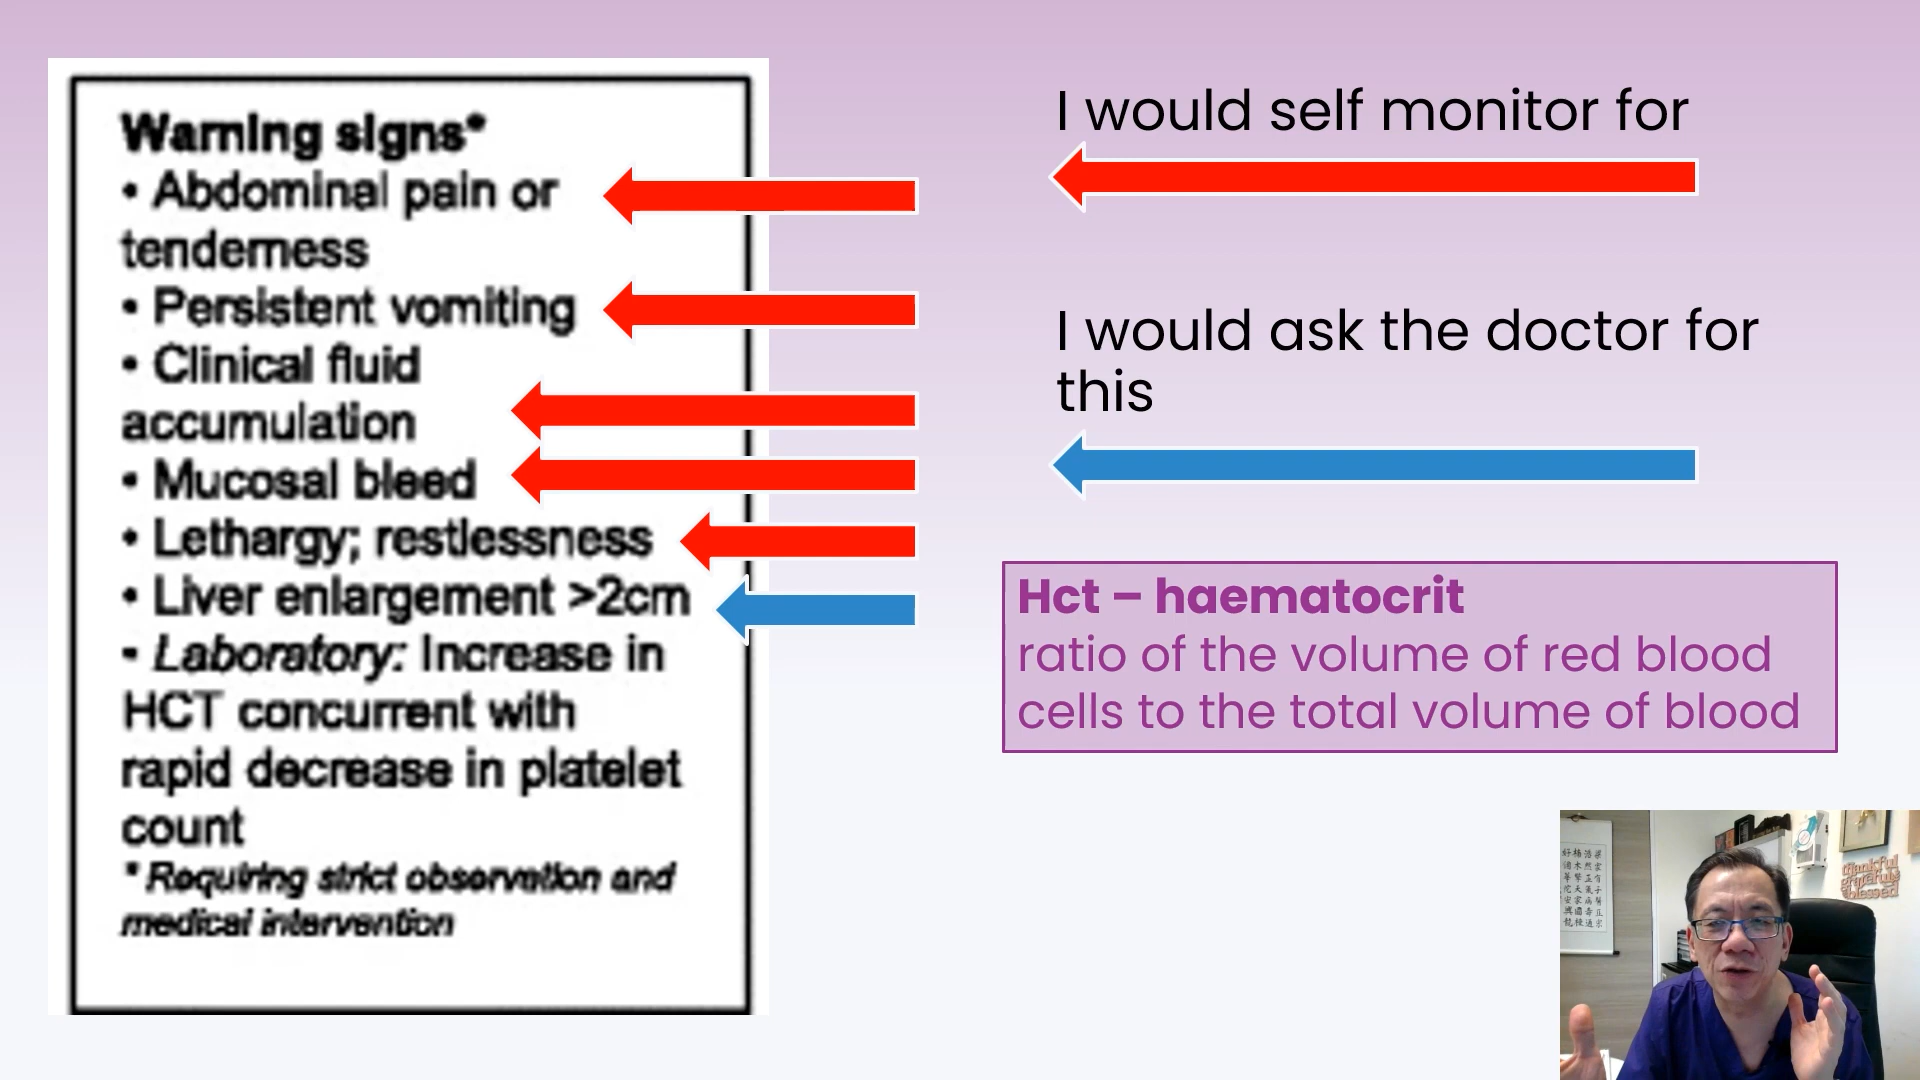 Warning signs*
• Abdominal pain or
tenderness
• Persistent vomiting
• Clinical fluid
accumulation
• Mucosal bleed
• Lethargy; restlessness
• Liver enlargement >2cm
• Laboratory: Increase in
HCT concurrent with
rapid decrease in platelet
count
* Requiring strict observation and
medical intervention
I would self monitor for
I would ask the doctor for
this
Hct – haematocrit
ratio of the volume of red blood
cells to the total volume of blood
thankful
grateful
blessed